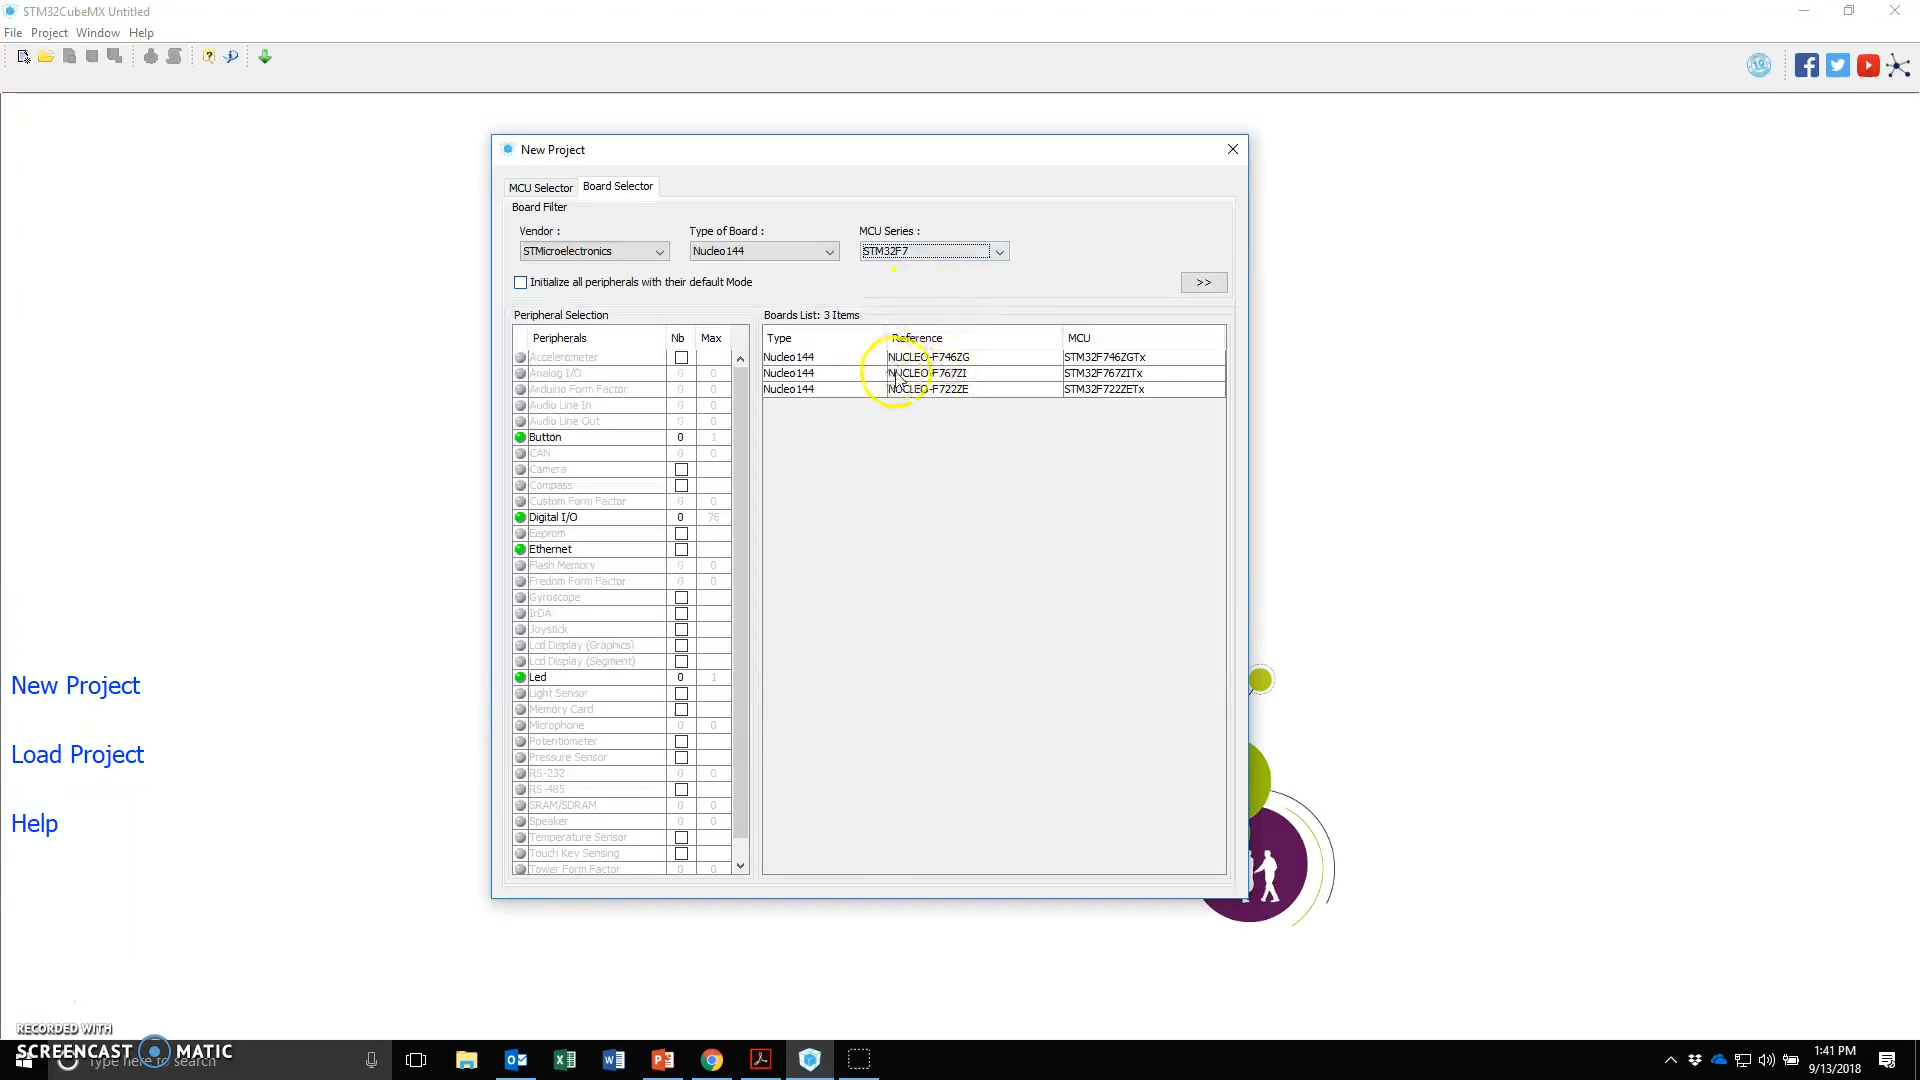 STM32CubeMX Untitled
File Project Window Help
New Project
MCU Selector Board Selector
Board Filter
Vendor : Type of Board : MCU Series :
STMicroelectronics Nucleo144 STM32F7
Initialize all peripherals with their default Mode >>
Peripheral Selection Boards List: 3 Items
Peripherals Nb Max Type Reference MCU
Accelerometer Nucleo144 NUCLEO-F746ZG STM32F746ZGTx
Analog I/O 0 0 Nucleo144 NUCLEO-F767ZI STM32F767ZITx
Arduino Form Factor 0 0 Nucleo144 NUCLEO-F722ZE STM32F722ZETx
Audio Line In 0 0
Audio Line Out 0 0
Button 0 1
CAN 0 0
Camera
Compass
Custom Form Factor 0 0
Digital I/O 0 76
Eeprom
Ethernet
Flash Memory 0 0
Fredom Form Factor 0 0
Gyroscope
IrDA
Joystick
Lcd Display (Graphics)
Lcd Display (Segment)
Led 0 1
Light Sensor
Memory Card
Microphone 0 0
Potentiometer
Pressure Sensor
RS-232 0 0
RS-485
SRAM/SDRAM 0 0
Speaker 0 0
Temperature Sensor
Touch Key Sensing
Tower Form Factor 0 0
New Project
Load Project
Help
RECORDED WITH
SCREENCAST MATIC
Type here to search
1:41 PM
9/13/2018